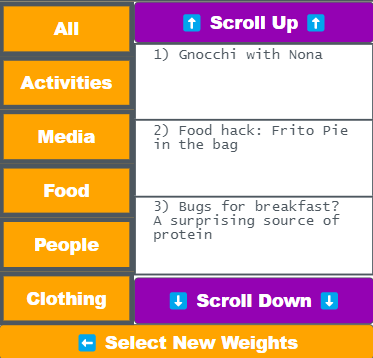 All
Activities
Media
Food
People
Clothing
⬆️ Scroll Up ⬆️
1) Gnocchi with Nona
2) Food hack: Frito Pie
in the bag
3) Bugs for breakfast?
A surprising source of
protein
⬇️ Scroll Down ⬇️
⬅️ Select New Weights